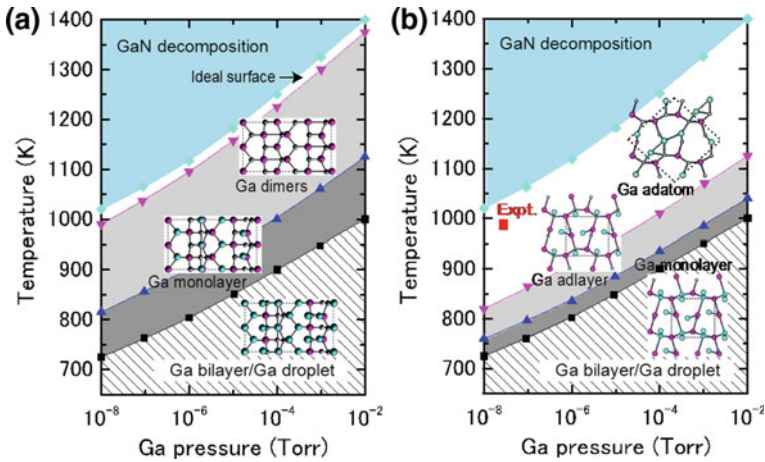 (a)
1400
1300
1200
1100
1000
900
800
700
Temperature (K)
GaN decomposition
Ideal surface
Ga dimers
Ga monolayer
Ga bilayer/Ga droplet
10⁻⁸
10⁻⁶
10⁻⁴
10⁻²
Ga pressure (Torr)
(b)
1400
1300
1200
1100
1000
900
800
700
Temperature (K)
GaN decomposition
Ga adatom
Expt.
Ga adlayer
Ga monolayer
Ga bilayer/Ga droplet
10⁻⁸
10⁻⁶
10⁻⁴
10⁻²
Ga pressure (Torr)